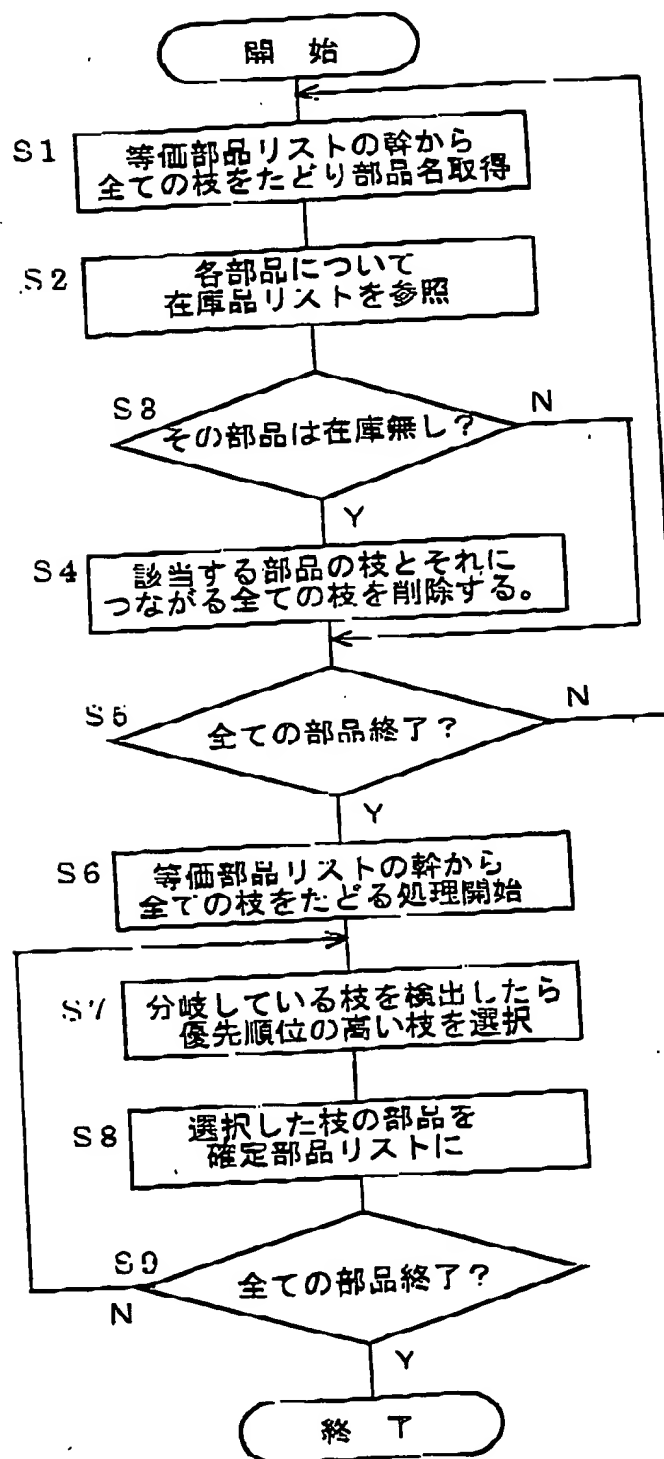 開 始
S1
等価部品リストの幹から
全ての枝をたどり部品名取得
S2
各部品について
在庫品リストを参照
S3
その部品は在庫無し?
N
Y
S4
該当する部品の枝とそれに
つながる全ての枝を削除する。
S5
全ての部品終了?
N
Y
S6
等価部品リストの幹から
全ての枝をたどる処理開始
S7
分岐している枝を検出したら
優先順位の高い枝を選択
S8
選択した枝の部品を
確定部品リストに
S9
全ての部品終了?
N
Y
終 了